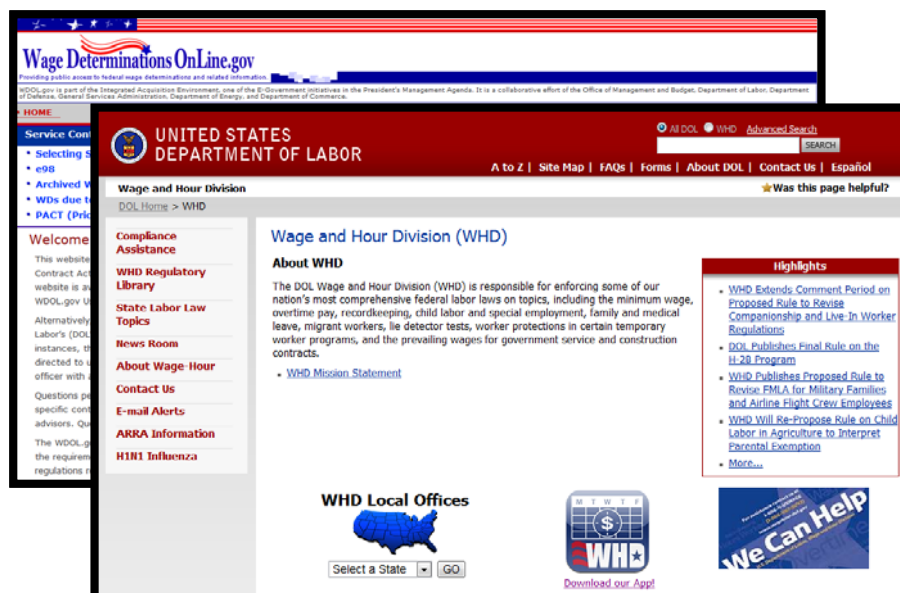 Wage Determinations OnLine.gov
Providing public access to federal wage determinations and related information.
WDOL.gov is part of the Integrated Acquisition Environment, one of the E-Government initiatives in the President's Management Agenda. It is a collaborative effort of the Office of Management and Budget, Department of Labor, Department
of Defense, General Services Administration, Department of Energy, and Department of Commerce.
HOME
Service Con
• Selecting S
• e98
• Archived W
• WDs due t
• PACT (Pric
Welcome
This website
Contract Act
website is av
WDOL.gov U
Alternatively
Labor's (DOL
instances, th
directed to u
officer with a
Questions pe
specific cont
advisors. Qu
The WDOL.g
the requirem
regulations r
UNITED STATES
DEPARTMENT OF LABOR
All DOL WHD Advanced Search
SEARCH
A to Z | Site Map | FAQs | Forms | About DOL | Contact Us | Español
Wage and Hour Division
Was this page helpful?
DOL Home > WHD
Compliance
Assistance
WHD Regulatory
Library
State Labor Law
Topics
News Room
About Wage-Hour
Contact Us
E-mail Alerts
ARRA Information
H1N1 Influenza
Wage and Hour Division (WHD)
About WHD
The DOL Wage and Hour Division (WHD) is responsible for enforcing some of our
nation's most comprehensive federal labor laws on topics, including the minimum wage,
overtime pay, recordkeeping, child labor and special employment, family and medical
leave, migrant workers, lie detector tests, worker protections in certain temporary
worker programs, and the prevailing wages for government service and construction
contracts.
WHD Mission Statement
Highlights
WHD Extends Comment Period on
Proposed Rule to Revise
Companionship and Live-In Worker
Regulations
DOL Publishes Final Rule on the
H-2B Program
WHD Publishes Proposed Rule to
Revise FMLA for Military Families
and Airline Flight Crew Employees
WHD Will Re-Propose Rule on Child
Labor in Agriculture to Interpret
Parental Exemption
More...
WHD Local Offices
Select a State GO
M T W T F
$
WHD
Download our App!
We Can Help